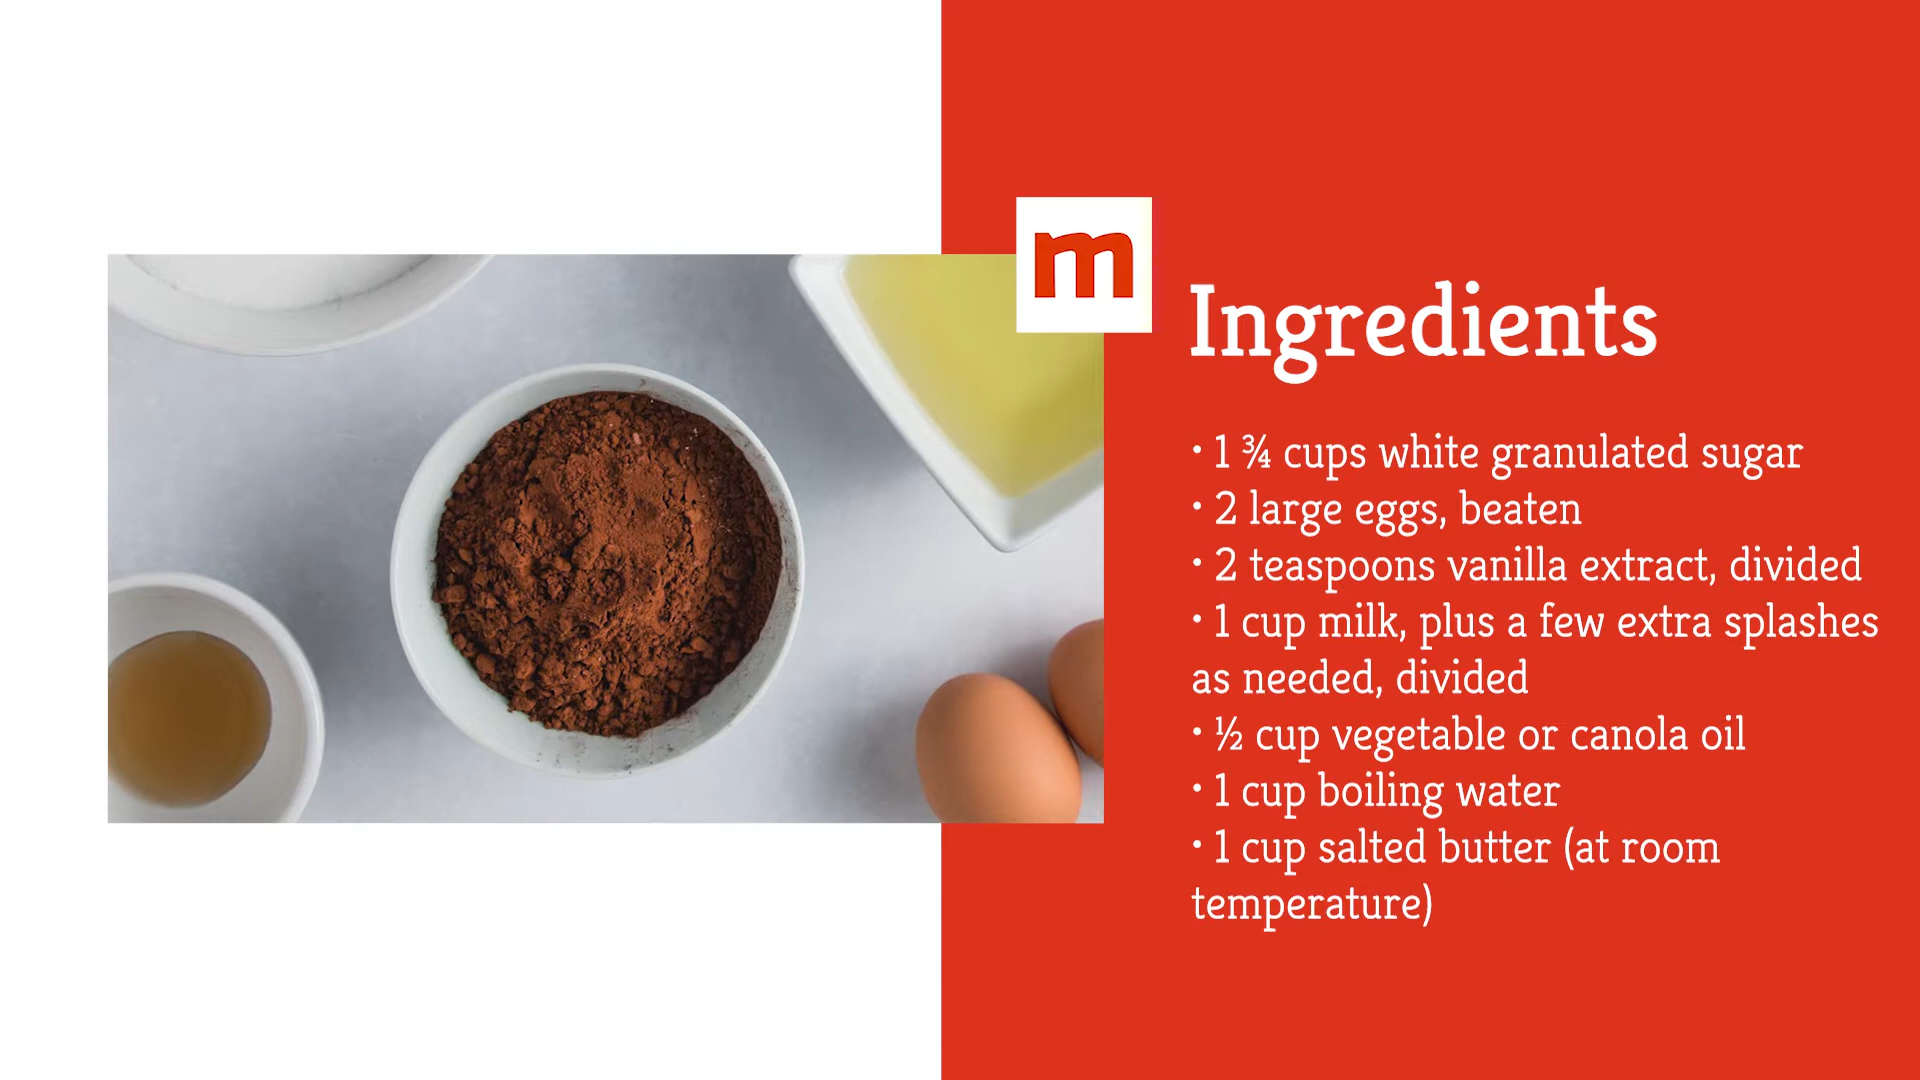 m
Ingredients
• 1 ¾ cups white granulated sugar
• 2 large eggs, beaten
• 2 teaspoons vanilla extract, divided
• 1 cup milk, plus a few extra splashes
as needed, divided
• ½ cup vegetable or canola oil
• 1 cup boiling water
• 1 cup salted butter (at room
temperature)